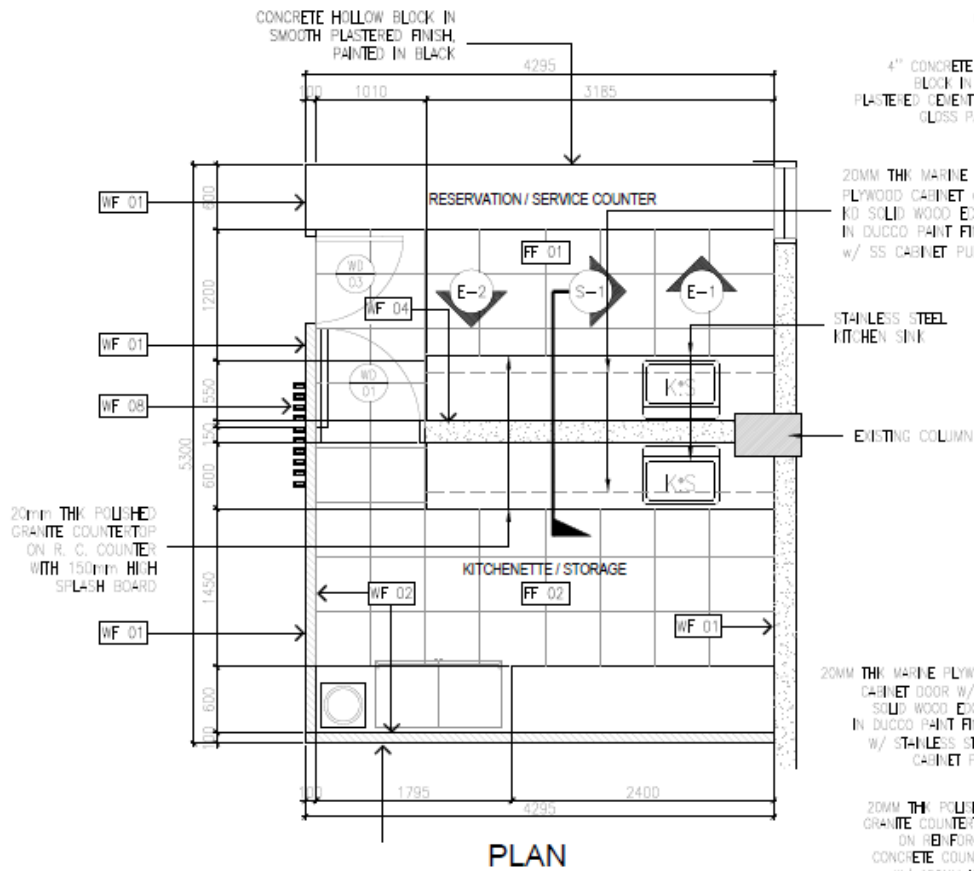 CONCRETE HOLLOW BLOCK IN
SMOOTH PLASTERED FINISH,
PAINTED IN BLACK
4295
100
1010
3185
4" CONCRETE
BLOCK IN
PLASTERED CEMENT
GLOSS
20MM THK MARINE
PLYWOOD CABINET
KD SOLID WOOD
IN DUCCO PAINT
w/ SS CABINET
STAINLESS STEEL
KITCHEN SINK
EXISTING COLUMN
WF 01
600
RESERVATION / SERVICE COUNTER
FF 01
WD
03
E-2
S-1
E-1
WF 04
1200
WF 01
WD
01
K:S
WF 08
550
150
5300
600
K:S
20mm THK POLISHED
GRANITE COUNTERTOP
ON R. C. COUNTER
WITH 150mm HIGH
SPLASH BOARD
KITCHENETTE / STORAGE
WF 02
FF 02
1450
WF 01
WF 01
600
100
20MM THK MARINE
CABINET DOOR W/
SOLID WOOD
IN DUCCO PAINT
W/ STAINLESS
CABINET
100
1795
2400
4295
20MM THK
GRANITE
ON
CONCRETE
PLAN